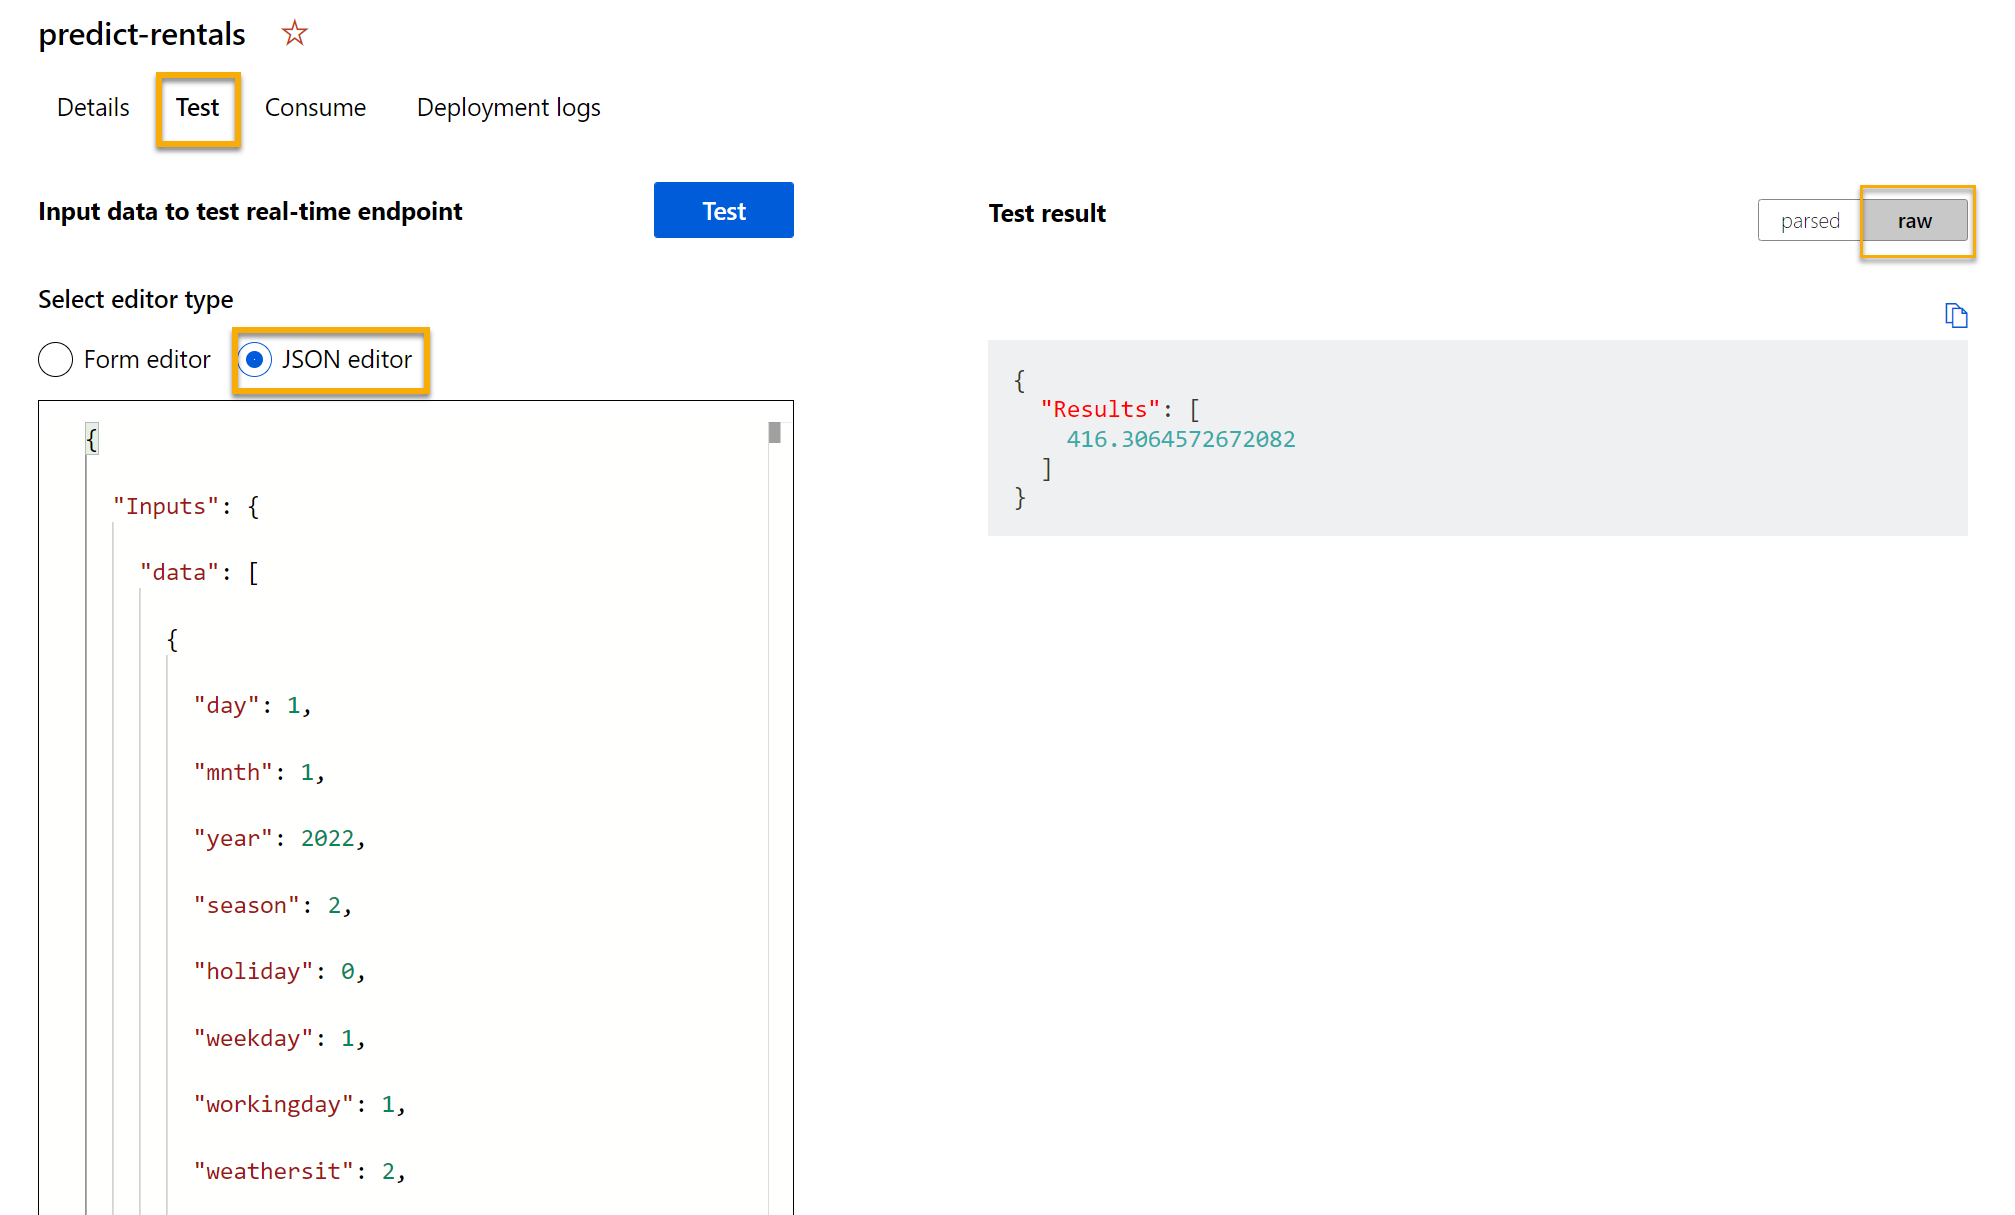 predict-rentals
Details Test Consume Deployment logs
Input data to test real-time endpoint
Test
Select editor type
Form editor JSON editor
{
"Inputs": {
"data": [
{
"day": 1,
"mnth": 1,
"year": 2022,
"season": 2,
"holiday": 0,
"weekday": 1,
"workingday": 1,
"weathersit": 2,
Test result
parsed raw
{
"Results": [
416.3064572672082
]
}